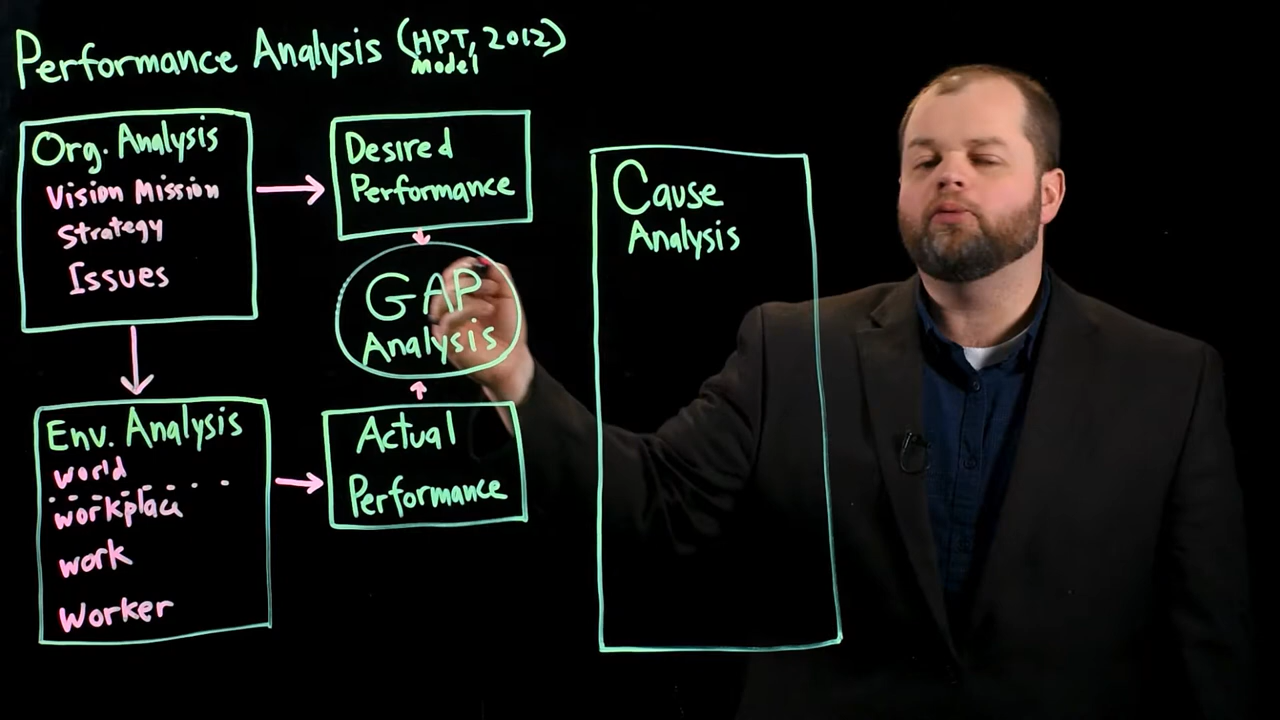 Performance Analysis (HPT, 2012)
Model
Org. Analysis
Vision Mission
Strategy
Issues
Desired
Performance
GAP
Analysis
Cause
Analysis
Env. Analysis
world
workplace
work
worker
Actual
Performance